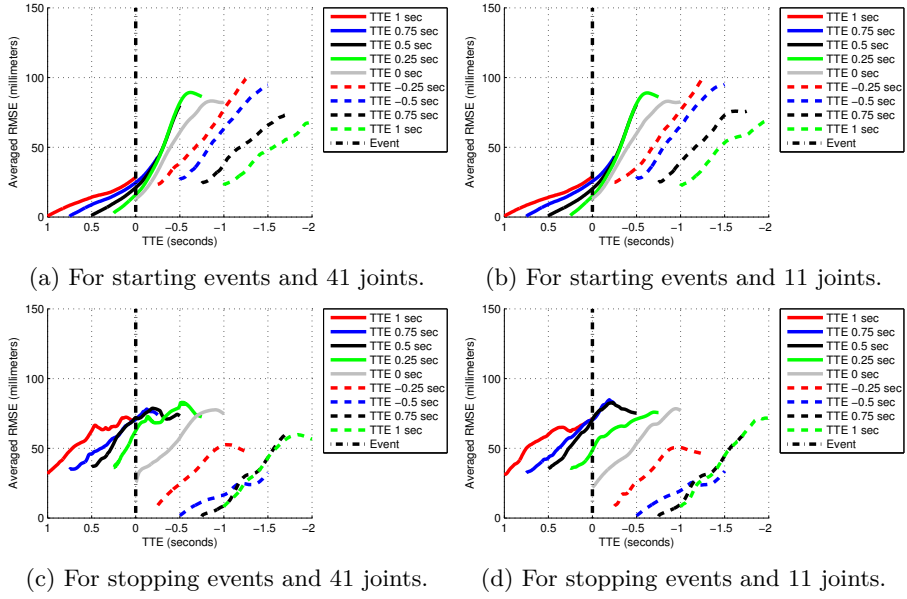 150
100
50
0
Averaged RMSE (millimeters)
1 0.5 0 −0.5 −1 −1.5 −2
TTE (seconds)
TTE 1 sec
TTE 0.75 sec
TTE 0.5 sec
TTE 0.25 sec
TTE 0 sec
TTE −0.25 sec
TTE −0.5 sec
TTE 0.75 sec
TTE 1 sec
Event
(a) For starting events and 41 joints.
150
100
50
0
Averaged RMSE (millimeters)
1 0.5 0 −0.5 −1 −1.5 −2
TTE (seconds)
TTE 1 sec
TTE 0.75 sec
TTE 0.5 sec
TTE 0.25 sec
TTE 0 sec
TTE −0.25 sec
TTE −0.5 sec
TTE 0.75 sec
TTE 1 sec
Event
(b) For starting events and 11 joints.
150
100
50
0
Averaged RMSE (millimeters)
1 0.5 0 −0.5 −1 −1.5 −2
TTE (seconds)
TTE 1 sec
TTE 0.75 sec
TTE 0.5 sec
TTE 0.25 sec
TTE 0 sec
TTE −0.25 sec
TTE −0.5 sec
TTE 0.75 sec
TTE 1 sec
Event
(c) For stopping events and 41 joints.
150
100
50
0
Averaged RMSE (millimeters)
1 0.5 0 −0.5 −1 −1.5 −2
TTE (seconds)
TTE 1 sec
TTE 0.75 sec
TTE 0.5 sec
TTE 0.25 sec
TTE 0 sec
TTE −0.25 sec
TTE −0.5 sec
TTE 0.75 sec
TTE 1 sec
Event
(d) For stopping events and 11 joints.